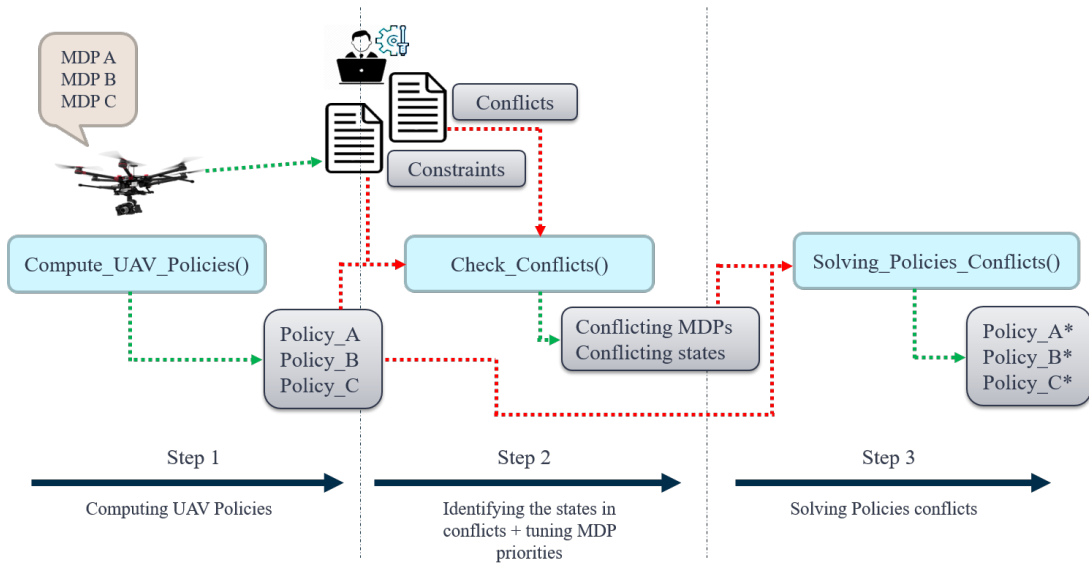 MDP A
MDP B
MDP C
Conflicts
Constraints
Compute_UAV_Policies()
Check_Conflicts()
Solving_Policies_Conflicts()
Policy_A
Policy_B
Policy_C
Conflicting MDPs
Conflicting states
Policy_A*
Policy_B*
Policy_C*
Step 1
Computing UAV Policies
Step 2
Identifying the states in
conflicts + tuning MDP
priorities
Step 3
Solving Policies conflicts